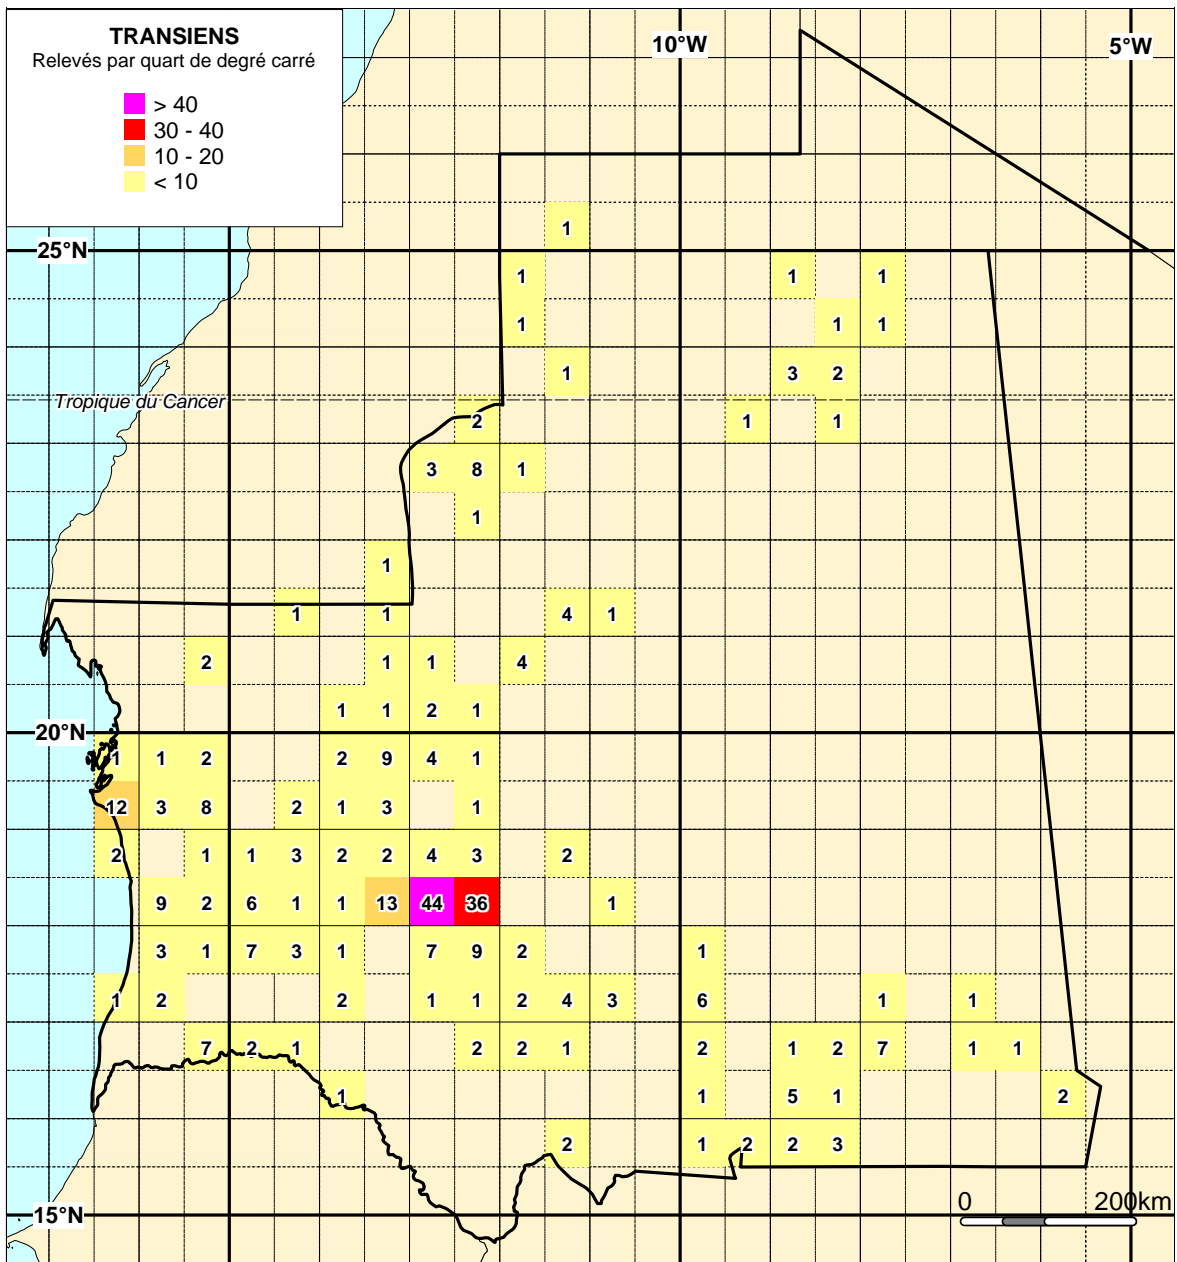 TRANSIENS
Relevés par quart de degré carré
> 40
30 - 40
10 - 20
< 10
10°W
5°W
1
25°N
1 1 1
1 1 1
1 3 2
Tropique du Cancer
2 1 1
3 8 1
1
1
1 1 4 1
2 1 1 4
1 1 2 1
20°N
1 1 2 2 9 4 1
12 3 8 2 1 3 1
2 1 1 3 2 2 4 3 2
9 2 6 1 1 13 44 36 1
3 1 7 3 1 7 9 2 1
1 2 2 1 1 2 4 3 6 1 1
7 2 1 2 2 1 2 1 2 7 1 1
1 1 5 1 2
2 1 2 2 3
0 200km
15°N